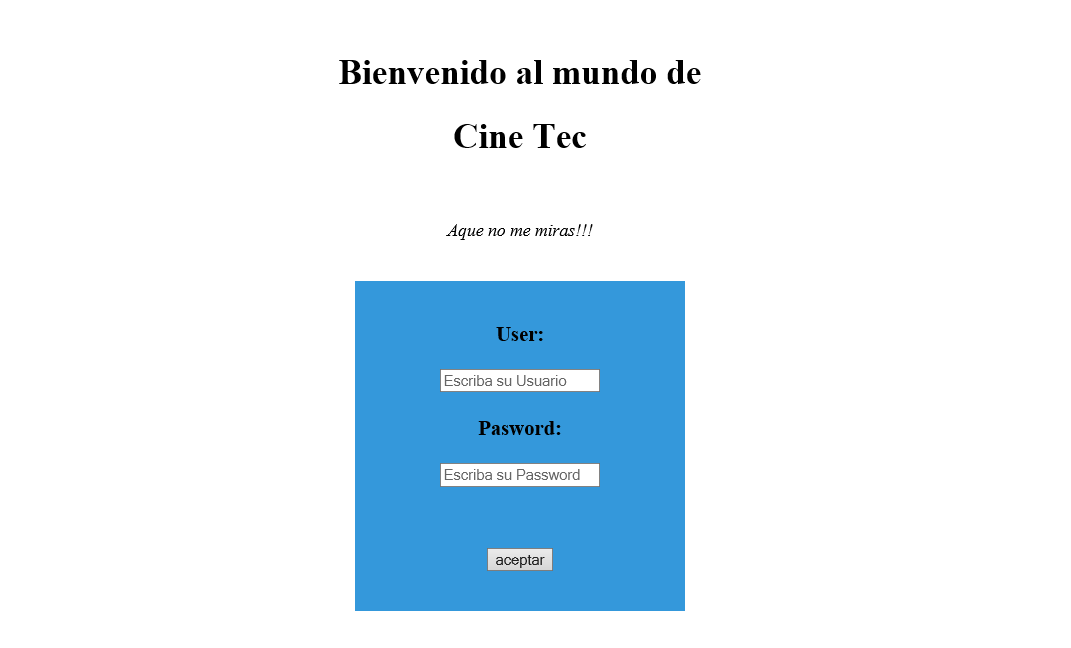 Bienvenido al mundo de
Cine Tec
Aque no me miras!!!
User:
Escriba su Usuario
Pasword:
Escriba su Password
aceptar